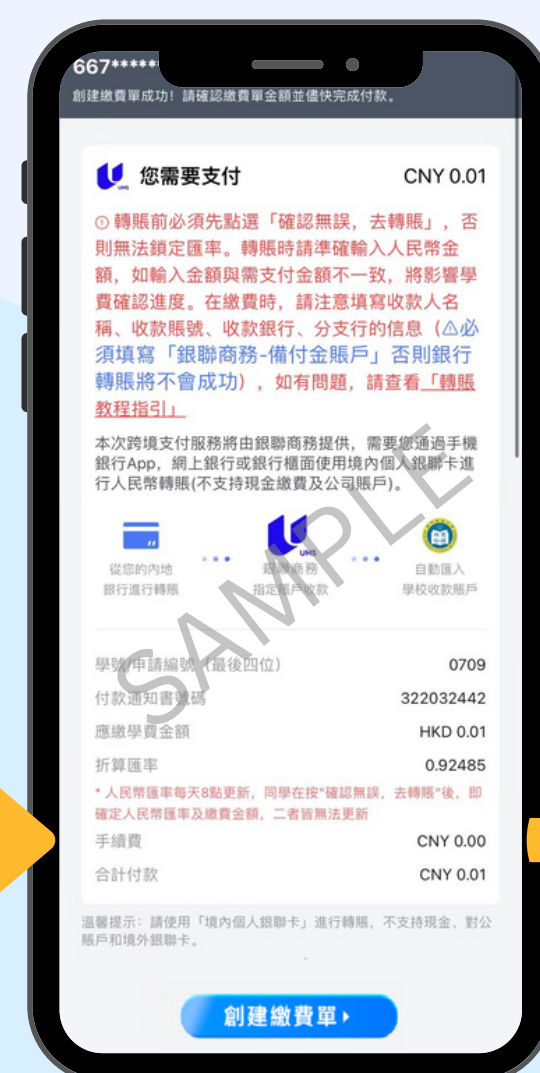 667*****
創建繳費單成功！請確認繳費單金額並儘快完成付款。
UMS
您需要支付 CNY 0.01
轉賬前必須先點選「確認無誤，去轉賬」，否
則無法鎖定匯率。轉賬時請準確輸入人民幣金
額，如輸入金額與需支付金額不一致，將影響學
費確認進度。在繳費時，請注意填寫收款人名
稱、收款賬號、收款銀行、分支行的信息（⚠必
須填寫「銀聯商務-備付金賬戶」否則銀行
轉賬將不會成功），如有問題，請查看「轉賬
教程指引」
本次跨境支付服務將由銀聯商務提供，需要您通過手機
銀行App，網上銀行或銀行櫃面使用境內個人銀聯卡進
行人民幣轉賬(不支持現金繳費及公司賬戶)。
UMS
從您的內地 銀聯商務 自動匯入
銀行進行轉賬 指定賬戶收款 學校收款賬戶
SAMPLE
學號/申請編號（最後四位） 0709
付款通知書號碼 322032442
應繳學費金額 HKD 0.01
折算匯率 0.92485
* 人民幣匯率每天8點更新，同學在按"確認無誤，去轉賬"後，即
確定人民幣匯率及繳費金額，二者皆無法更新
手續費 CNY 0.00
合計付款 CNY 0.01
溫馨提示：請使用「境內個人銀聯卡」進行轉賬，不支持現金、對公
賬戶和境外銀聯卡。
創建繳費單